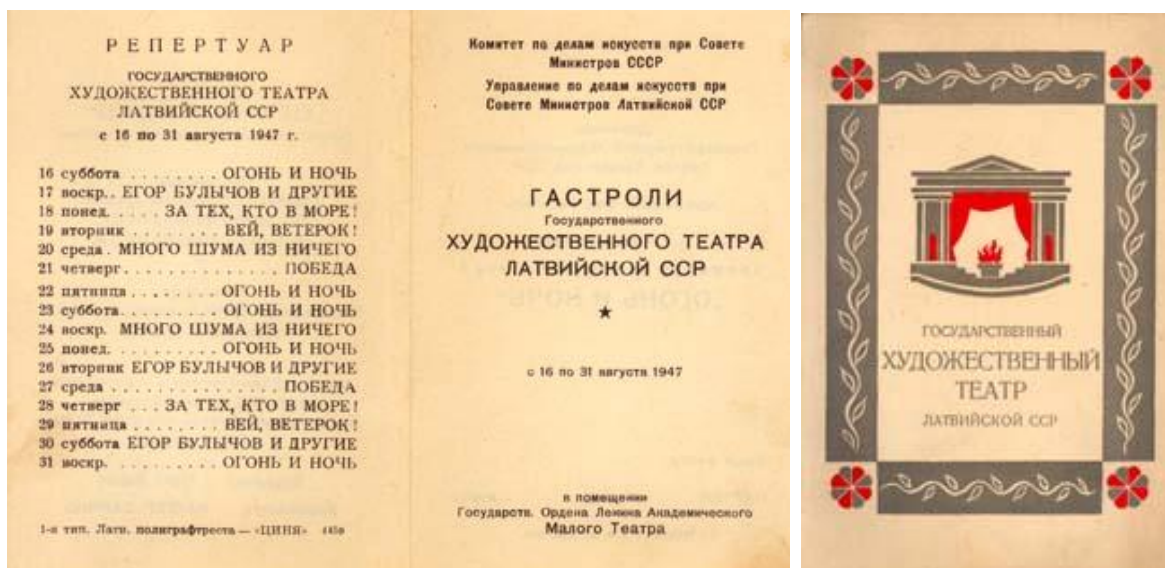 РЕПЕРТУАР
ГОСУДАРСТВЕННОГО
ХУДОЖЕСТВЕННОГО ТЕАТРА
ЛАТВИЙСКОЙ ССР
с 16 по 31 августа 1947 г.
16 суббота . . . . . . . . ОГОНЬ И НОЧЬ
17 воскр. . ЕГОР БУЛЫЧОВ И ДРУГИЕ
18 понед. . . . . ЗА ТЕХ, КТО В МОРЕ!
19 вторник . . . . . . . ВЕЙ, ВЕТЕРОК!
20 среда . МНОГО ШУМА ИЗ НИЧЕГО
21 четверг . . . . . . . . . . . . . . ПОБЕДА
22 пятница . . . . . . . . ОГОНЬ И НОЧЬ
23 суббота . . . . . . . . ОГОНЬ И НОЧЬ
24 воскр. МНОГО ШУМА ИЗ НИЧЕГО
25 понед. . . . . . . . . . ОГОНЬ И НОЧЬ
26 вторник ЕГОР БУЛЫЧОВ И ДРУГИЕ
27 среда . . . . . . . . . . . . . . . ПОБЕДА
28 четверг . . . ЗА ТЕХ, КТО В МОРЕ!
29 пятница . . . . . . . ВЕЙ, ВЕТЕРОК!
30 суббота ЕГОР БУЛЫЧОВ И ДРУГИЕ
31 воскр. . . . . . . . . . ОГОНЬ И НОЧЬ
1-я тип. Латв. полиграфтреста — «ЦИНЯ»
Комитет по делам искусств при Совете
Министров СССР
Управление по делам искусств при
Совете Министров Латвийской ССР
ГАСТРОЛИ
Государственного
ХУДОЖЕСТВЕННОГО ТЕАТРА
ЛАТВИЙСКОЙ ССР
с 16 по 31 августа 1947
в помещении
Государств. Ордена Ленина Академического
Малого Театра
ГОСУДАРСТВЕННЫЙ
ХУДОЖЕСТВЕННЫЙ
ТЕАТР
ЛАТВИЙСКОЙ ССР